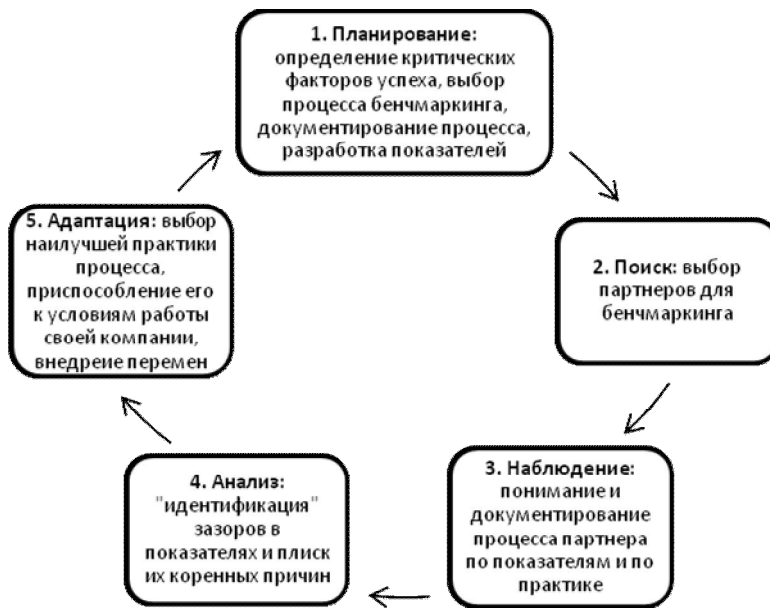 1. Планирование:
определение критических
факторов успеха, выбор
процесса бенчмаркинга,
документирование процесса,
разработка показателей
2. Поиск: выбор
партнеров для
бенчмаркинга
3. Наблюдение:
понимание и
документирование
процесса партнера
по показателям и по
практике
4. Анализ:
"идентификация"
зазоров в
показателях и плиск
их коренных причин
5. Адаптация: выбор
наилучшей практики
процесса,
приспособление его
к условиям работы
своей компании,
внедреие перемен